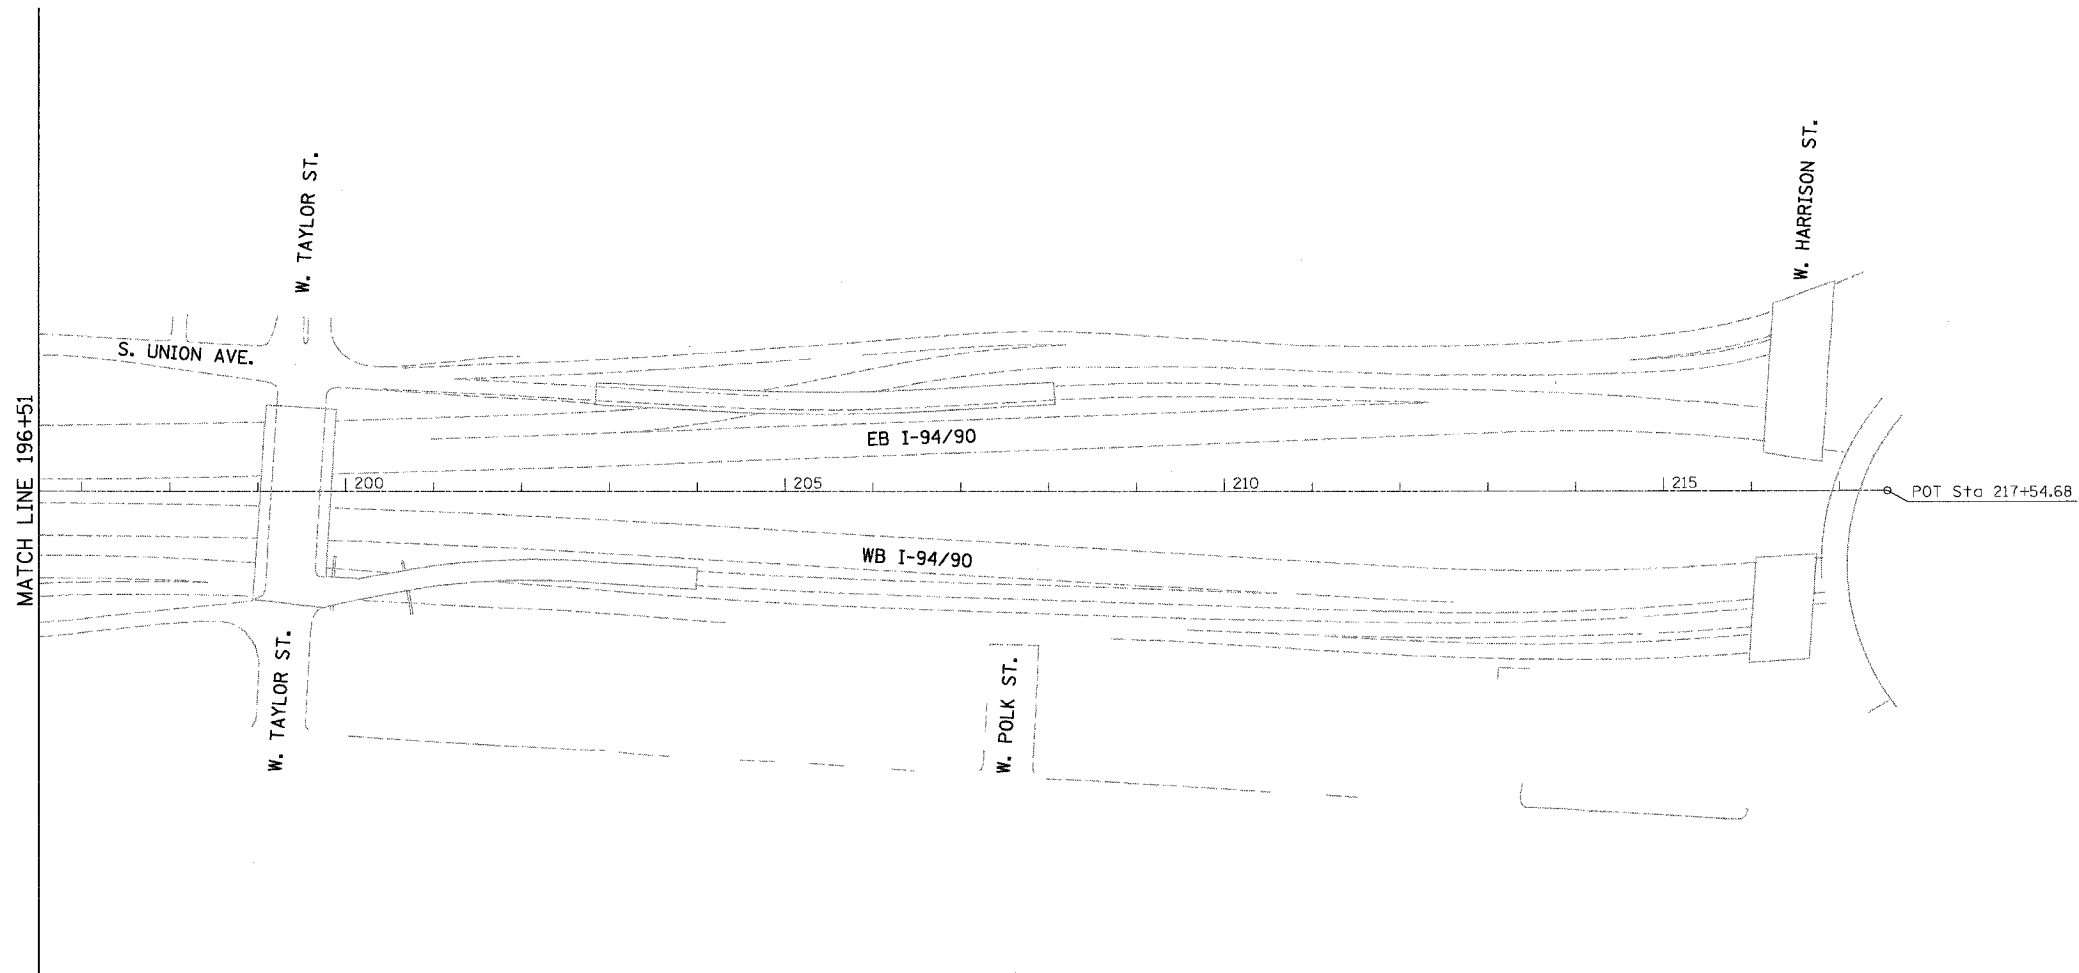 W. TAYLOR ST.
W. HARRISON ST.
S. UNION AVE.
MATCH LINE 196+51
EB I-94/90
200
205
210
215
POT Sta 217+54.68
WB I-94/90
W. TAYLOR ST.
W. POLK ST.